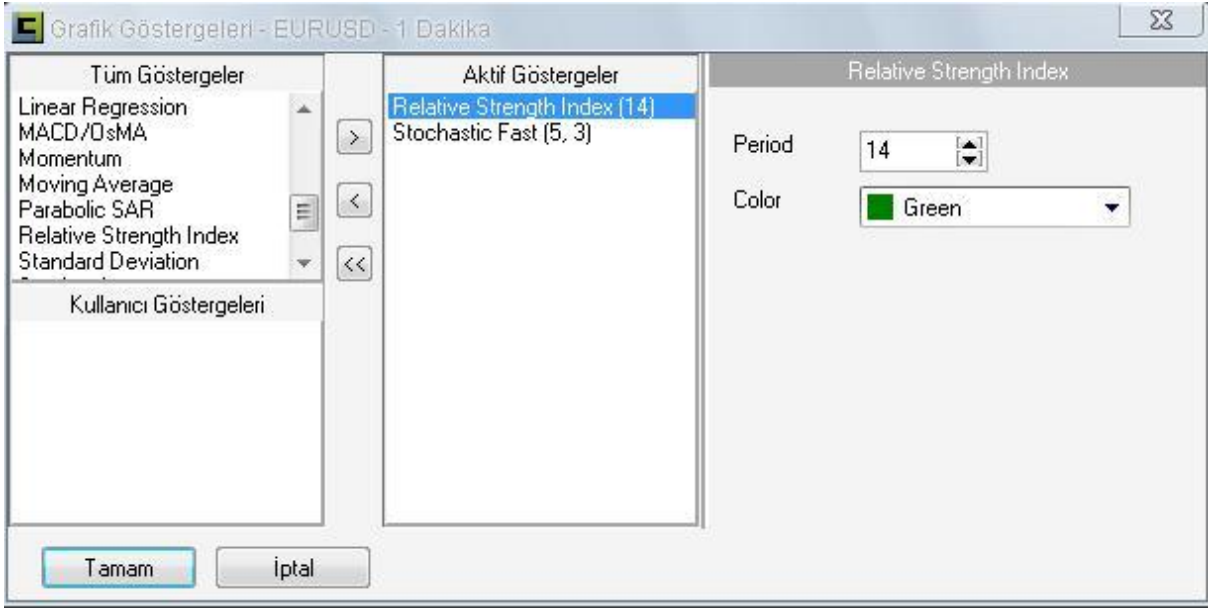 Grafik Göstergeleri - EURUSD - 1 Dakika
Tüm Göstergeler
Linear Regression
MACD/OsMA
Momentum
Moving Average
Parabolic SAR
Relative Strength Index
Standard Deviation
Kullanıcı Göstergeleri
>
<
<<
Aktif Göstergeler
Relative Strength Index (14)
Stochastic Fast (5, 3)
Relative Strength Index
Period 14
Color Green
Tamam İptal